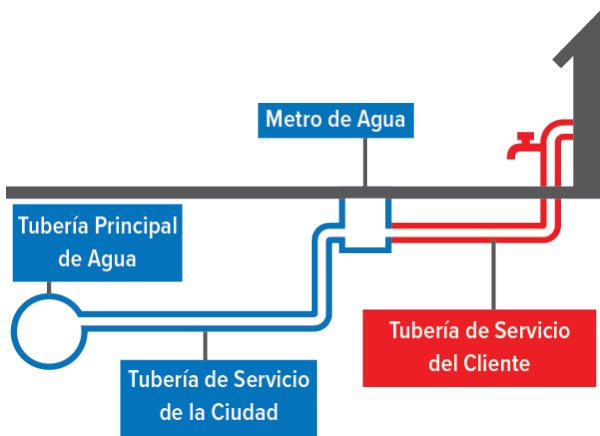 Metro de Agua
Tubería Principal
de Agua
Tubería de Servicio
del Cliente
Tubería de Servicio
de la Ciudad